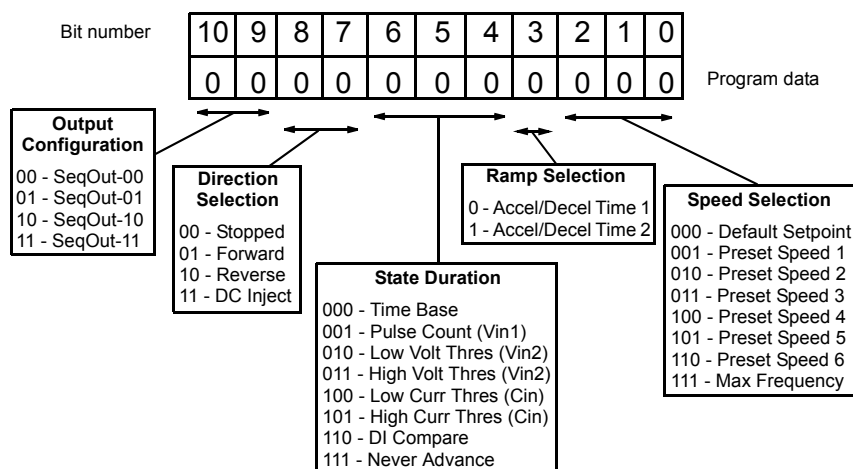 Bit number
10 9 8 7 6 5 4 3 2 1 0
0 0 0 0 0 0 0 0 0 0 0
Program data
Output
Configuration
00 - SeqOut-00
01 - SeqOut-01
10 - SeqOut-10
11 - SeqOut-11
Direction
Selection
00 - Stopped
01 - Forward
10 - Reverse
11 - DC Inject
State Duration
000 - Time Base
001 - Pulse Count (Vin1)
010 - Low Volt Thres (Vin2)
011 - High Volt Thres (Vin2)
100 - Low Curr Thres (Cin)
101 - High Curr Thres (Cin)
110 - DI Compare
111 - Never Advance
Ramp Selection
0 - Accel/Decel Time 1
1 - Accel/Decel Time 2
Speed Selection
000 - Default Setpoint
001 - Preset Speed 1
010 - Preset Speed 2
011 - Preset Speed 3
100 - Preset Speed 4
101 - Preset Speed 5
110 - Preset Speed 6
111 - Max Frequency